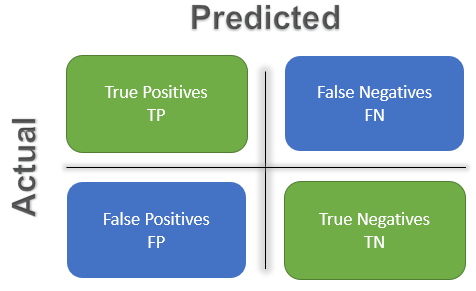 Predicted
Actual
True Positives
TP
False Negatives
FN
False Positives
FP
True Negatives
TN